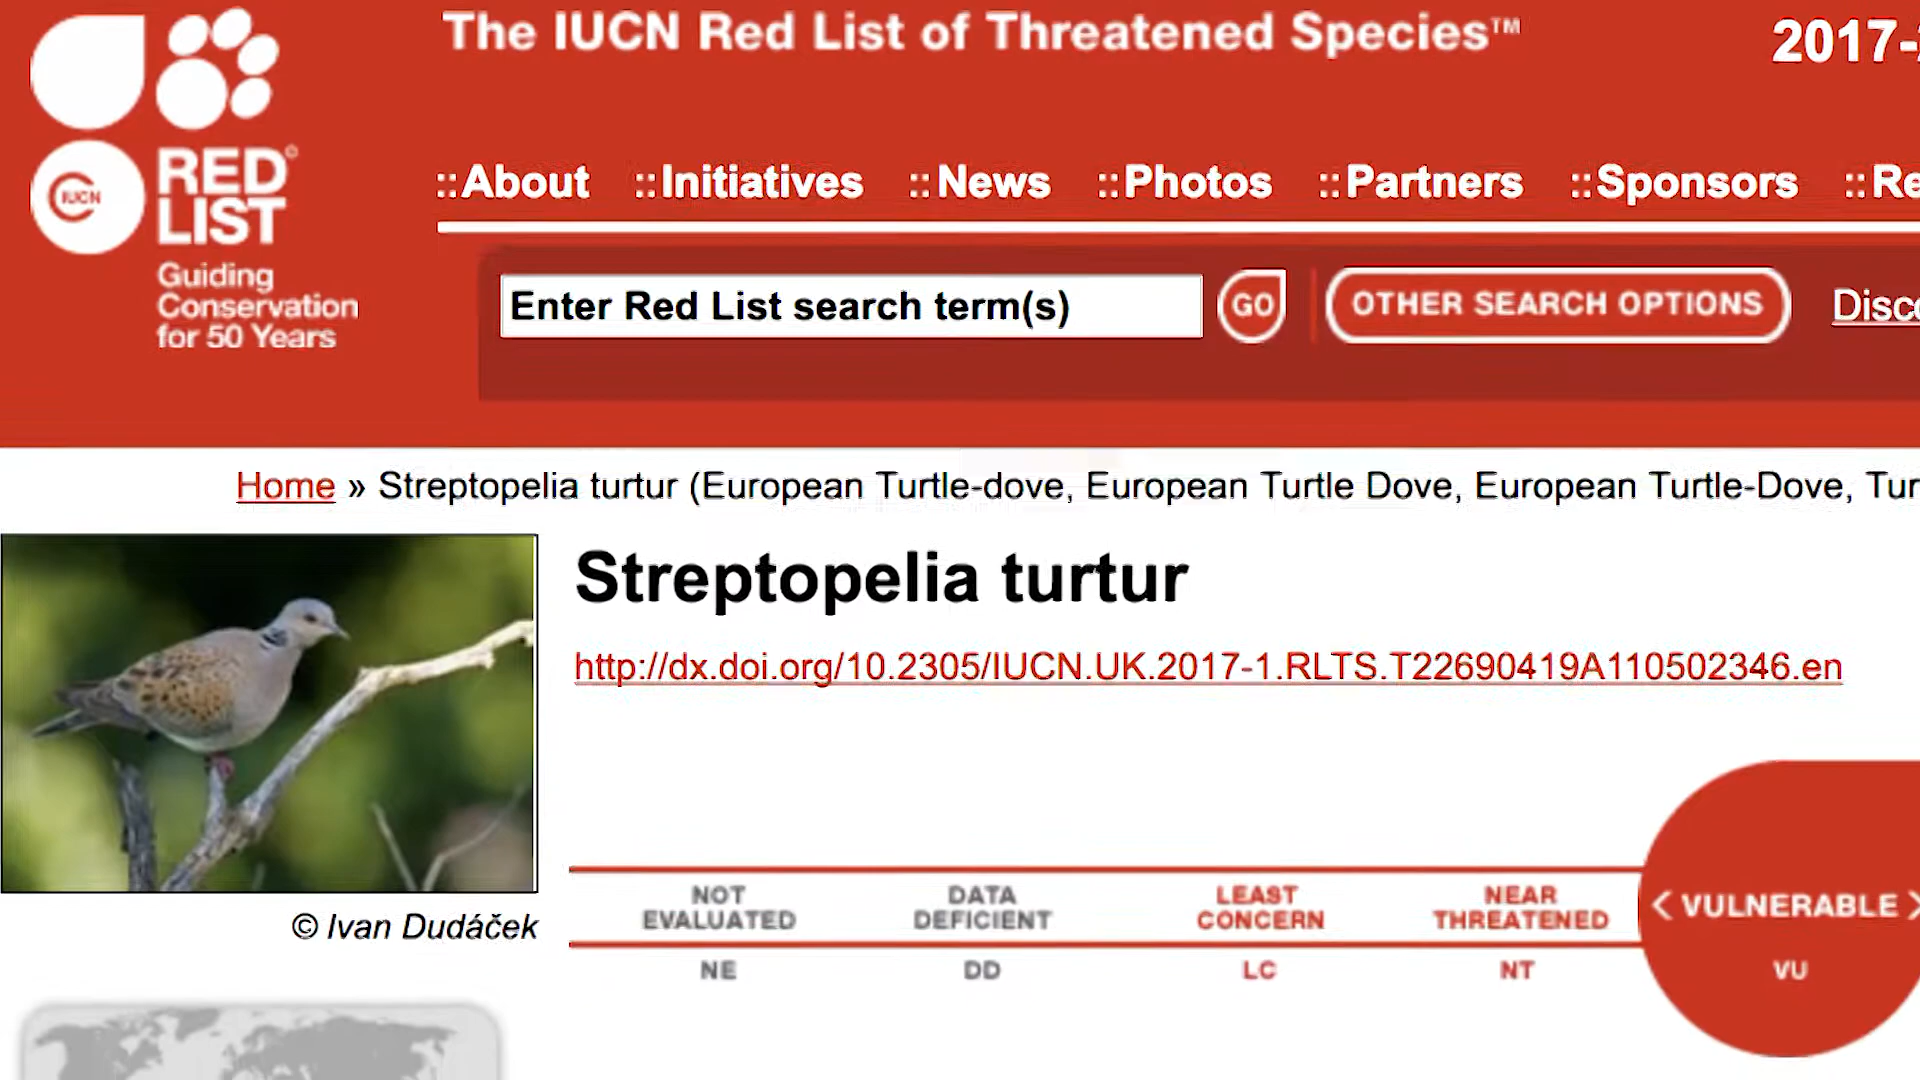 The IUCN Red List of Threatened Species™
2017-
IUCN
RED
LIST
Guiding
Conservation
for 50 Years
::About ::Initiatives ::News ::Photos ::Partners ::Sponsors ::Re
Enter Red List search term(s)
GO
OTHER SEARCH OPTIONS
Disco
Home » Streptopelia turtur (European Turtle-dove, European Turtle Dove, European Turtle-Dove, Tur
Streptopelia turtur
http://dx.doi.org/10.2305/IUCN.UK.2017-1.RLTS.T22690419A110502346.en
© Ivan Dudáček
NOT
EVALUATED
NE
DATA
DEFICIENT
DD
LEAST
CONCERN
LC
NEAR
THREATENED
NT
< VULNERABLE >
VU